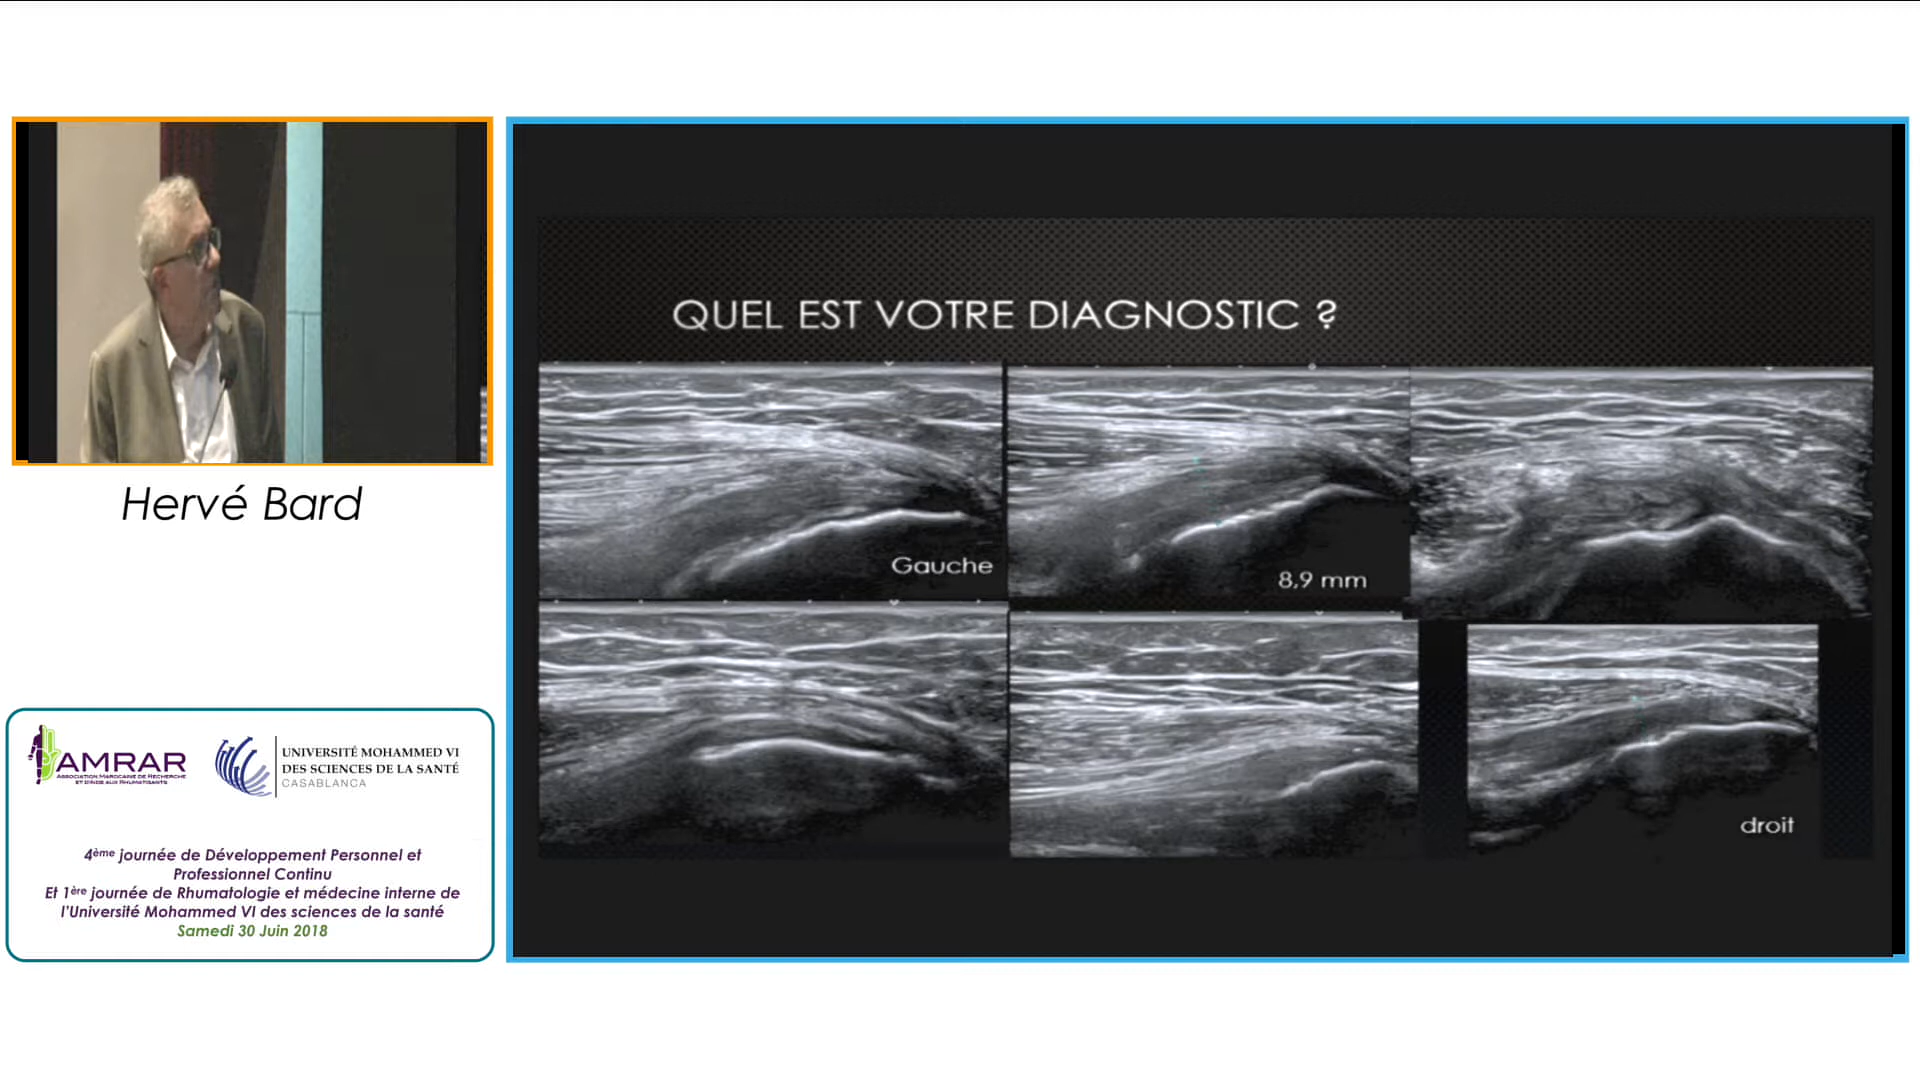 QUEL EST VOTRE DIAGNOSTIC ?
Gauche
8,9 mm
droit
Hervé Bard
AMRAR
ASSOCIATION MAROCAINE DE RECHERCHE
ET D'AIDE AUX RHUMATISANTS
UNIVERSITÉ MOHAMMED VI
DES SCIENCES DE LA SANTÉ
CASABLANCA
4ème journée de Développement Personnel et
Professionnel Continu
Et 1ère journée de Rhumatologie et médecine interne de
l'Université Mohammed VI des sciences de la santé
Samedi 30 Juin 2018